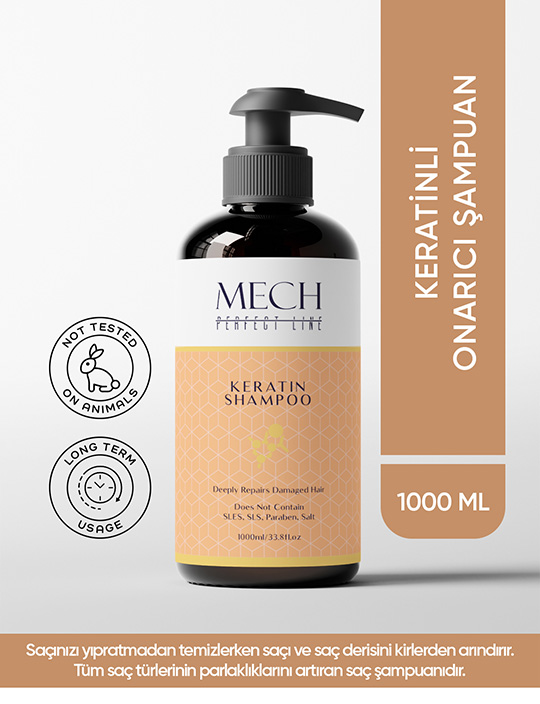 KERATİNLİ
ONARICI ŞAMPUAN
1000 ML
MECH
PERFECT LINE
KERATIN
SHAMPOO
Deeply Repairs Damaged Hair
Does Not Contain
SLES, SLS, Paraben, Salt
1000ml/33.8fl.oz
NOT TESTED
ON ANIMALS
LONG TERM
USAGE
Saçınızı yıpratmadan temizlerken saçı ve saç derisini kirlerden arındırır.
Tüm saç türlerinin parlaklıklarını artıran saç şampuanıdır.